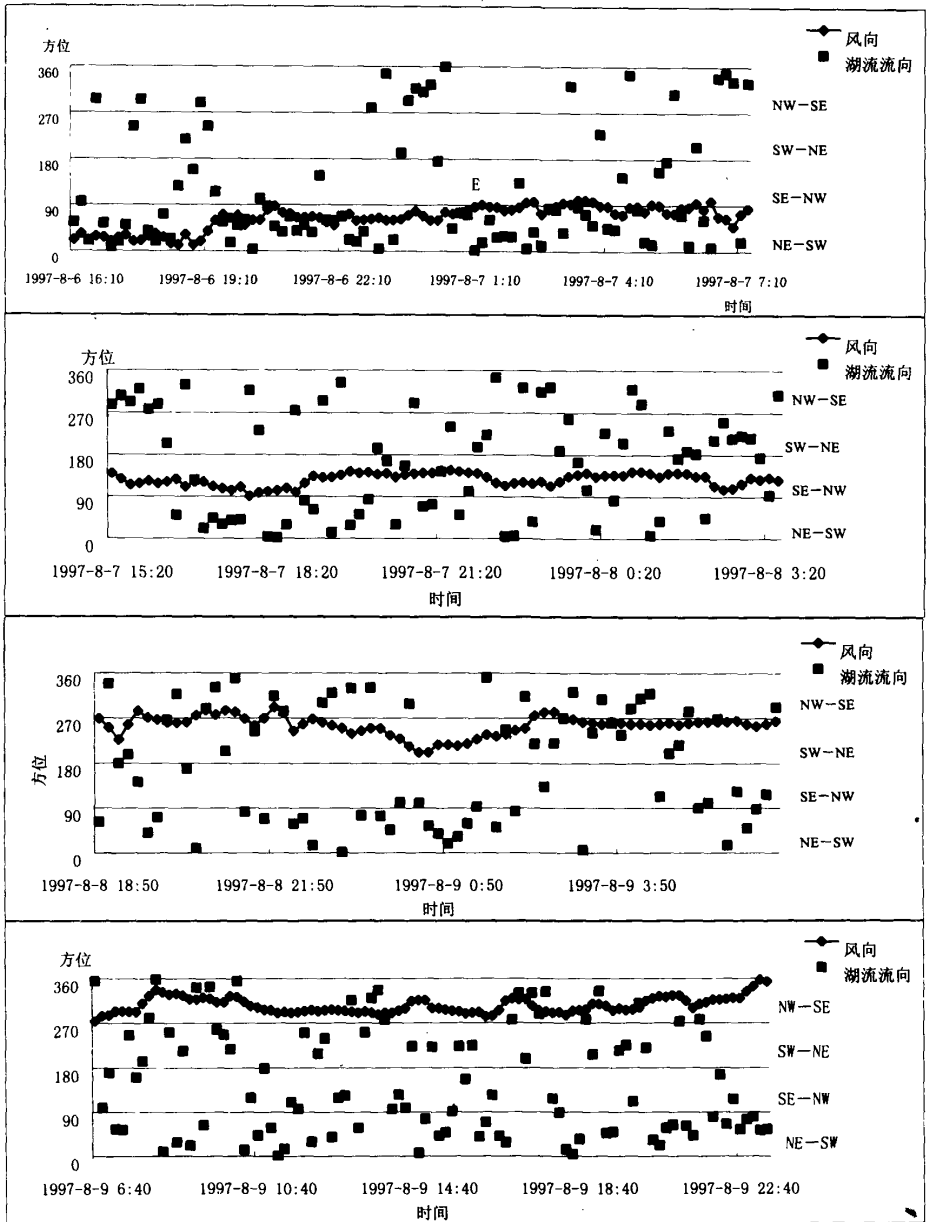 方位
风向
湖流流向
360
270
180
90
0
NW-SE
SW-NE
SE-NW
NE-SW
E
1997-8-6 16:10
1997-8-6 19:10
1997-8-6 22:10
1997-8-7 1:10
1997-8-7 4:10
1997-8-7 7:10
时间
方位
风向
湖流流向
360
270
180
90
0
NW-SE
SW-NE
SE-NW
NE-SW
1997-8-7 15:20
1997-8-7 18:20
1997-8-7 21:20
1997-8-8 0:20
1997-8-8 3:20
时间
方位
风向
湖流流向
360
270
180
90
0
NW-SE
SW-NE
SE-NW
NE-SW
1997-8-8 18:50
1997-8-8 21:50
1997-8-9 0:50
1997-8-9 3:50
时间
方位
风向
湖流流向
360
270
180
90
0
NW-SE
SW-NE
SE-NW
NE-SW
1997-8-9 6:40
1997-8-9 10:40
1997-8-9 14:40
1997-8-9 18:40
1997-8-9 22:40
时间